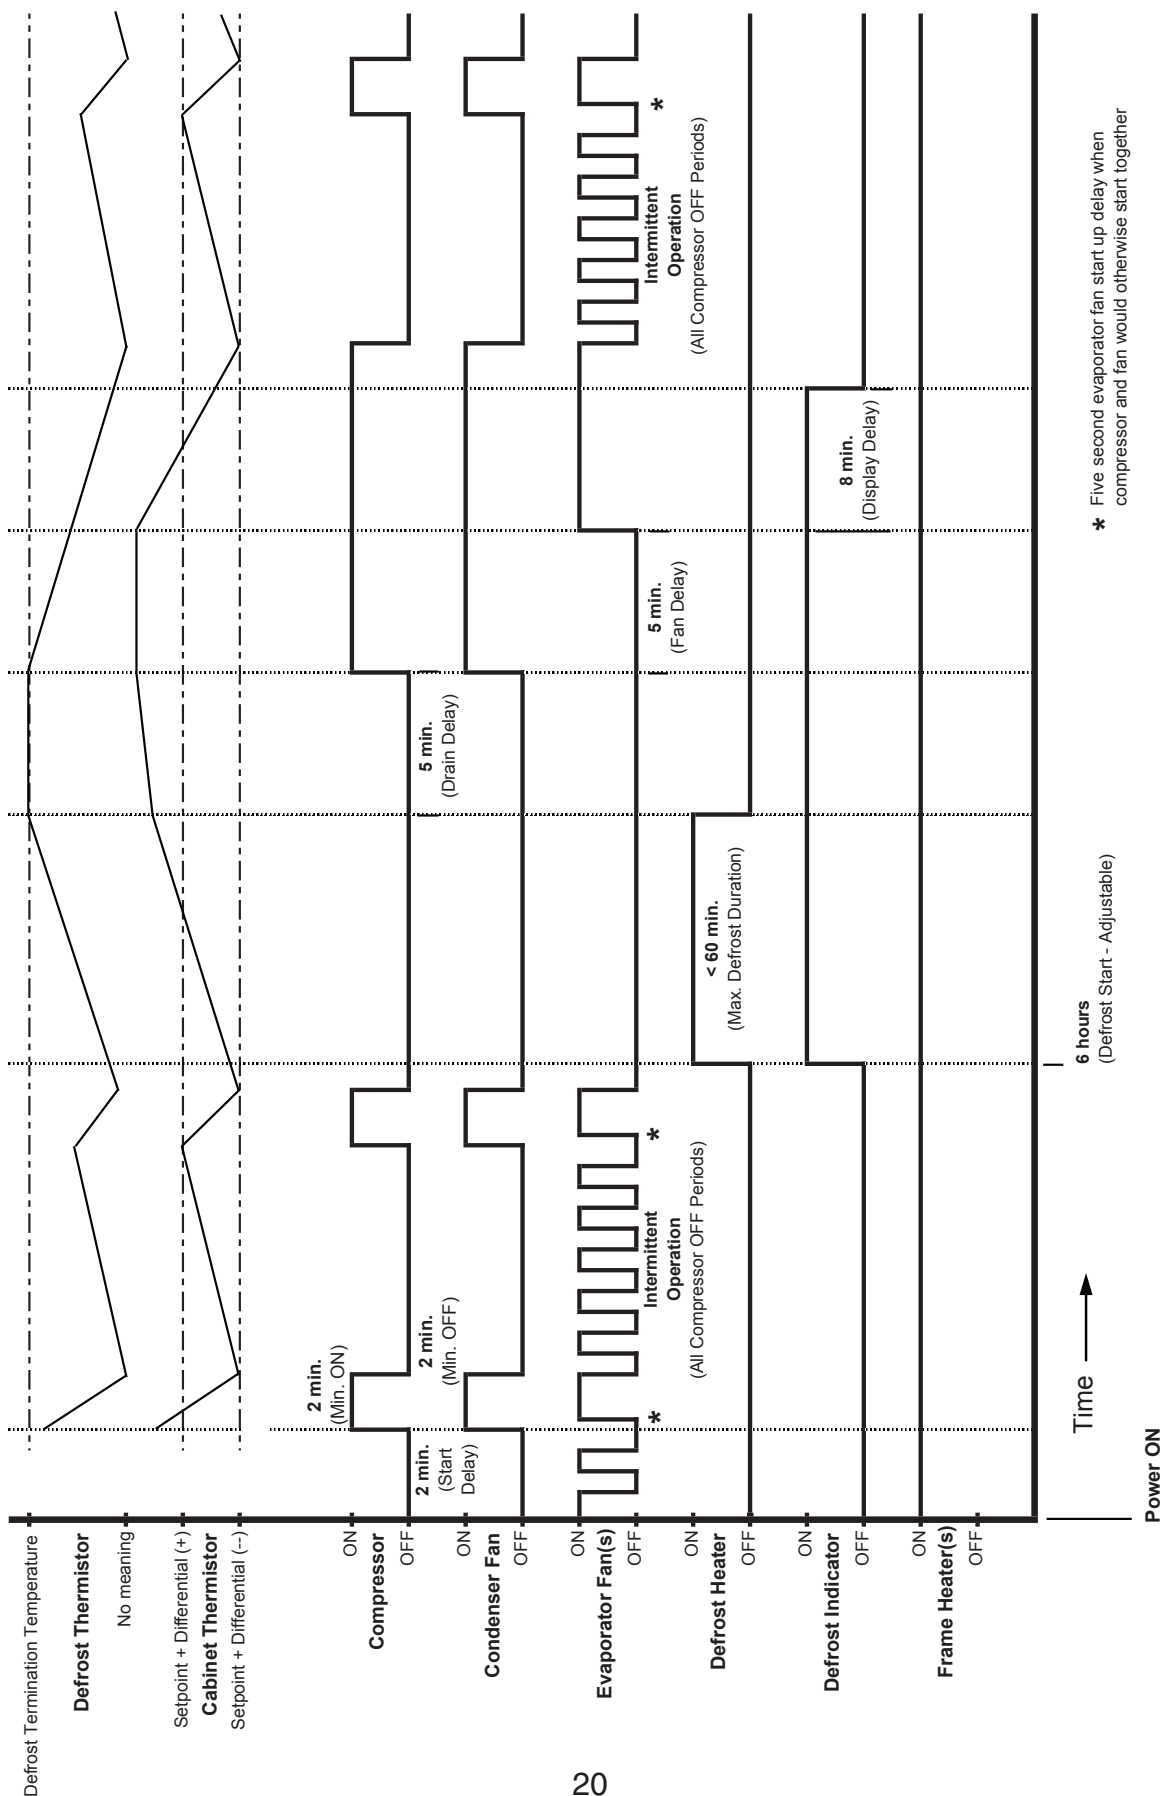 Defrost Termination Temperature
Defrost Thermistor
No meaning
Setpoint + Differential (+)
Cabinet Thermistor
Setpoint + Differential (--)
ON
Compressor
OFF
ON
Condenser Fan
OFF
ON
Evaporator Fan(s)
OFF
ON
Defrost Heater
OFF
ON
Defrost Indicator
OFF
ON
Frame Heater(s)
OFF
2 min.
(Min. ON)
2 min.
(Start
Delay)
2 min.
(Min. OFF)
5 min.
(Drain Delay)
*
Intermittent
Operation
(All Compressor OFF Periods)
*
5 min.
(Fan Delay)
Intermittent
Operation
(All Compressor OFF Periods)
*
< 60 min.
(Max. Defrost Duration)
8 min.
(Display Delay)
Time
6 hours
(Defrost Start - Adjustable)
* Five second evaporator fan start up delay when
compressor and fan would otherwise start together
Power ON
20